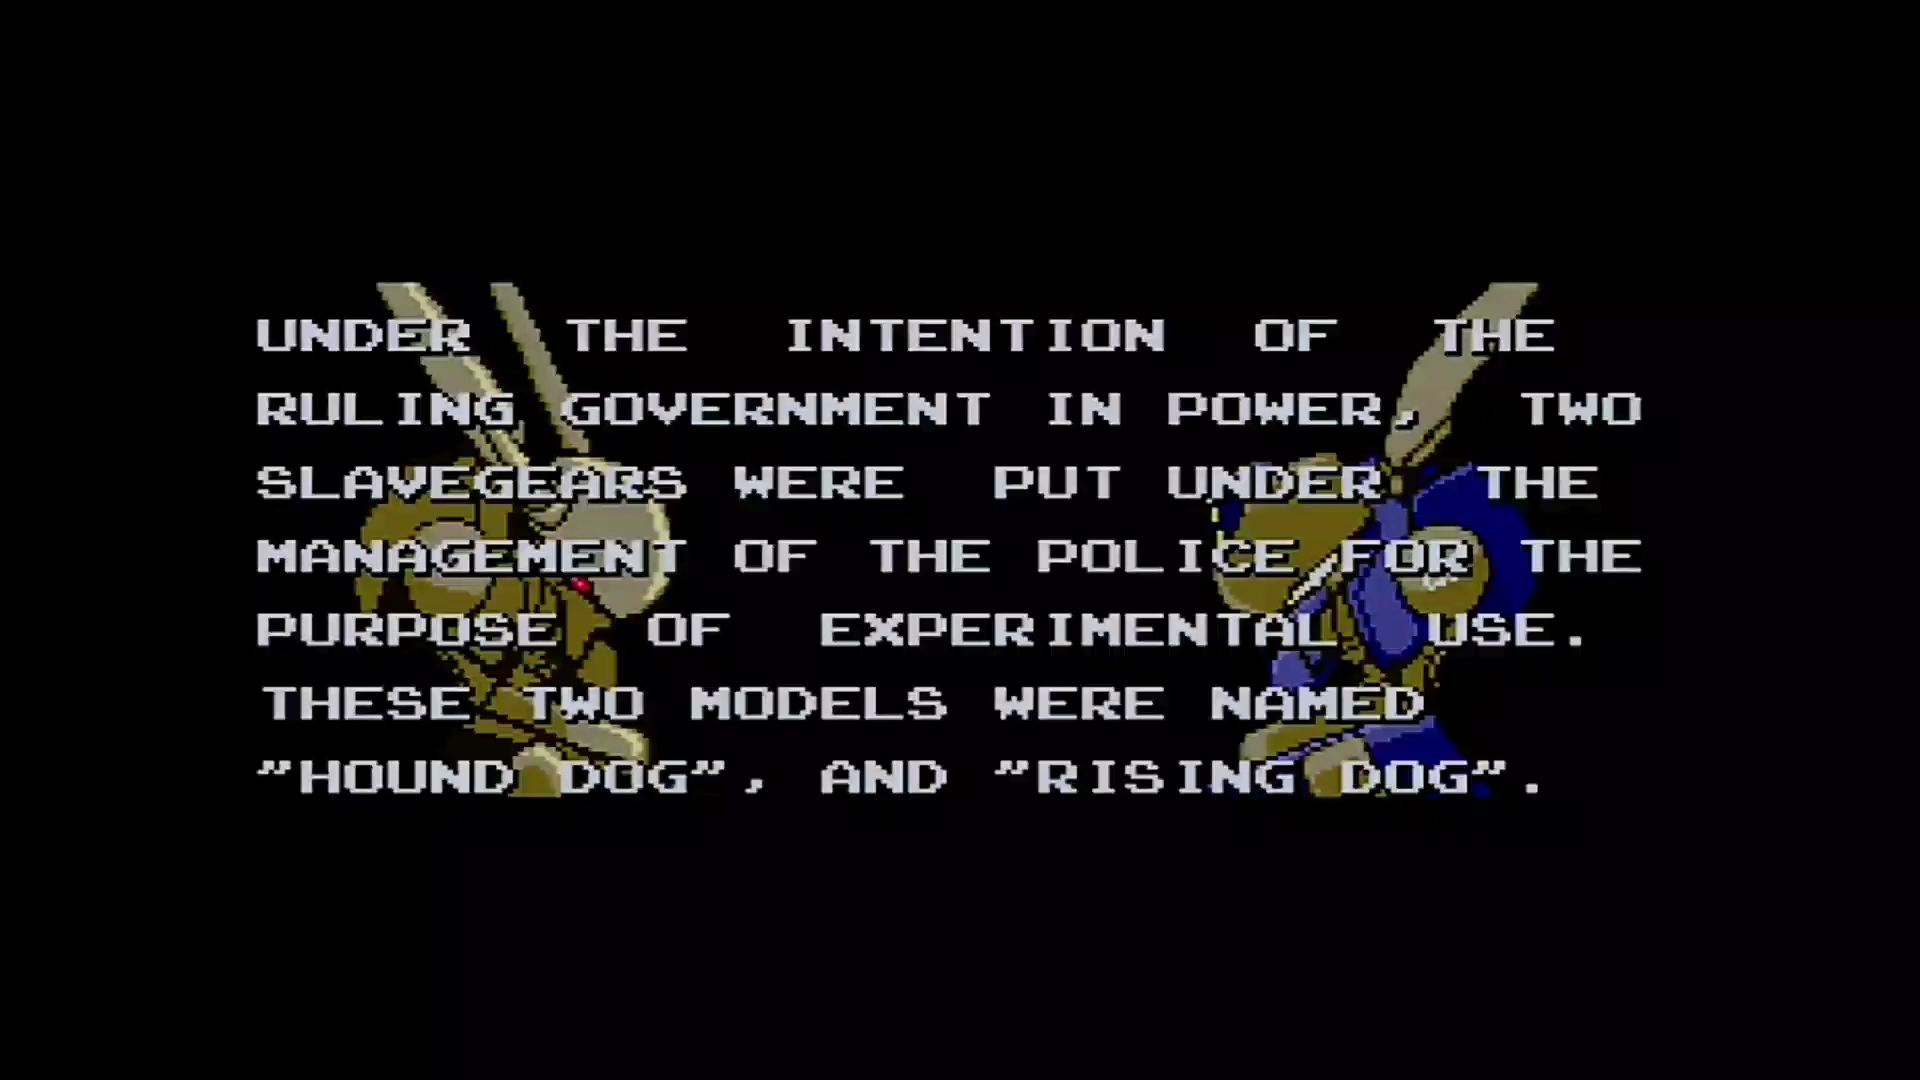 UNDER THE INTENTION OF THE
RULING GOVERNMENT IN POWER, TWO
SLAVEGEARS WERE PUT UNDER THE
MANAGEMENT OF THE POLICE FOR THE
PURPOSE OF EXPERIMENTAL USE.
THESE TWO MODELS WERE NAMED
"HOUND DOG", AND "RISING DOG".